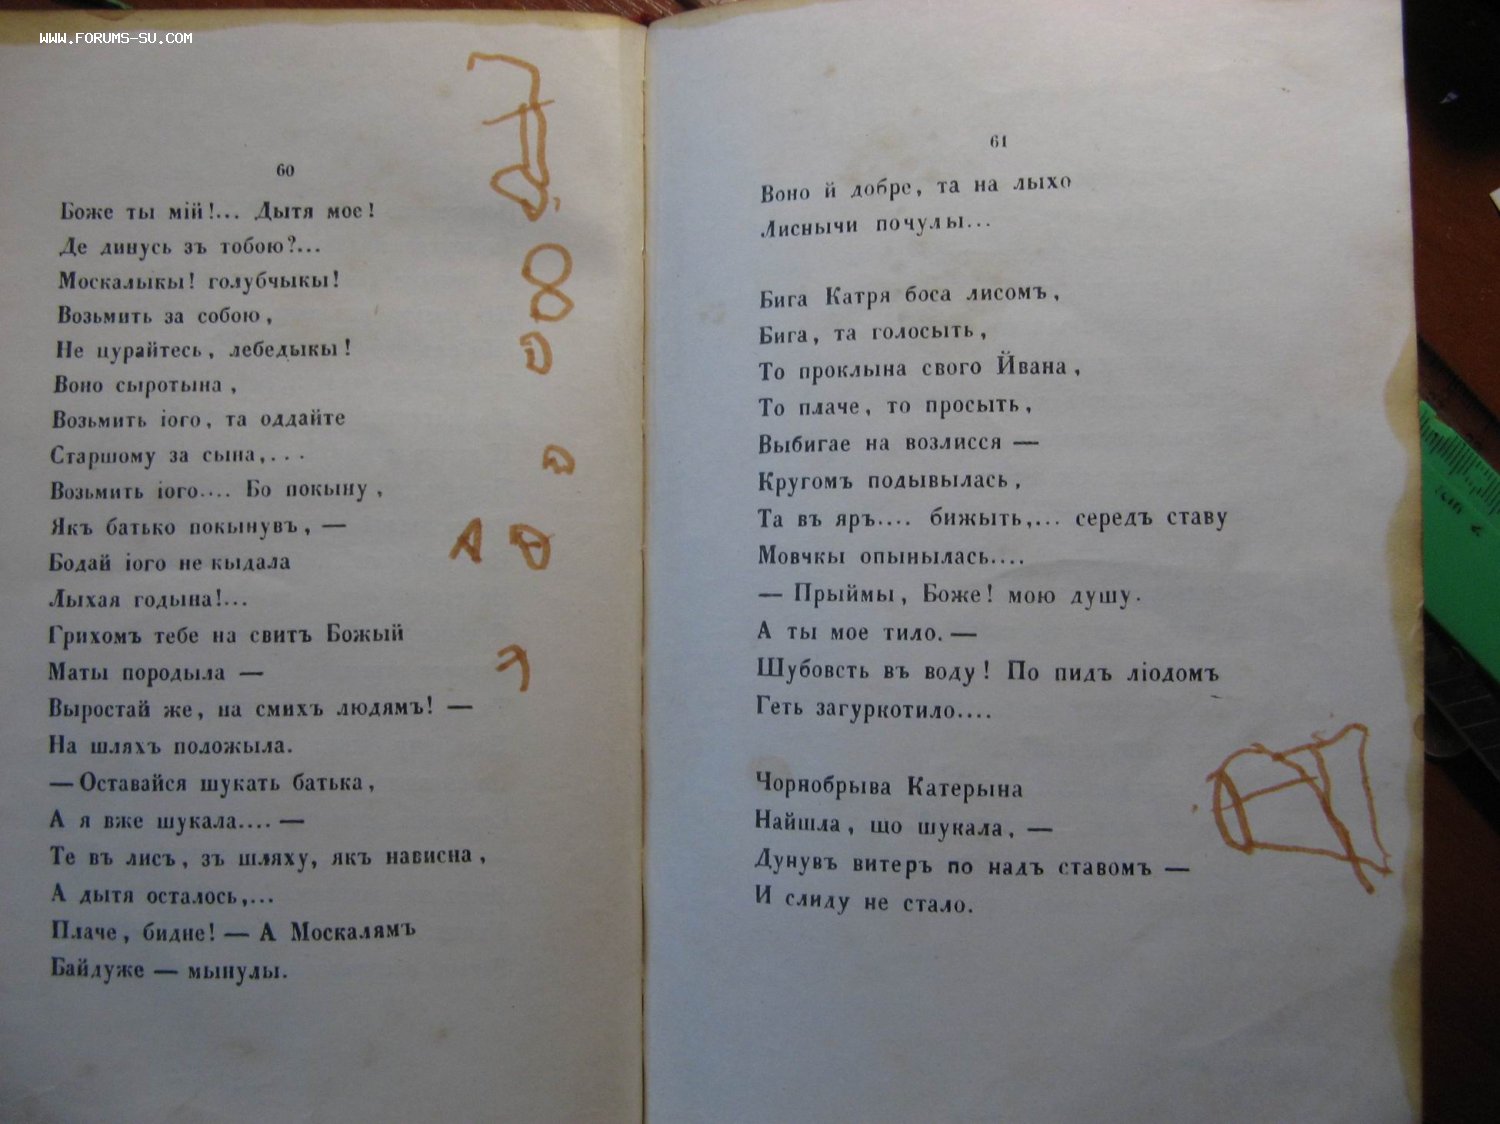 WWW.FORUMS-SU.COM
60
Боже ты мій!... Дытя мое!
Де динусь зъ тобою?...
Москалыкы! голубчыкы!
Возьмить за собою,
Не цурайтесь, лебедыкы!
Воно сыротына,
Возьмить іого, та оддайте
Старшому за сына,...
Возьмить іого.... Бо покыну,
Якъ батько покынувъ, —
Бодай іого не кыдала
Лыхая годына!...
Грихомъ тебе на свитъ Божый
Маты породыла —
Выростай же, на смихъ людямъ! —
На шляхъ положыла.
— Оставайся шукать батька,
А я вже шукала.... —
Те въ лисъ, зъ шляху, якъ нависна,
А дытя осталось,...
Плаче, бидне! — А Москалямъ
Байдуже — мынулы.
61
Воно й добре, та на лыхо
Лиснычи почулы...
Бига Катря боса лисомъ,
Бига, та голосыть,
То проклына свого Йвана,
То плаче, то просыть,
Выбигае на возлисся —
Кругомъ подывылась,
Та въ яръ.... бижыть,... середъ ставу
Мовчкы опынылась....
— Прыймы, Боже! мою душу.
А ты мое тило. —
Шубовсть въ воду! По пидъ ліодомъ
Геть загуркотило....
Чорнобрыва Катерына
Найшла, що шукала, —
Дунувъ витеръ по надъ ставомъ —
И слиду не стало.